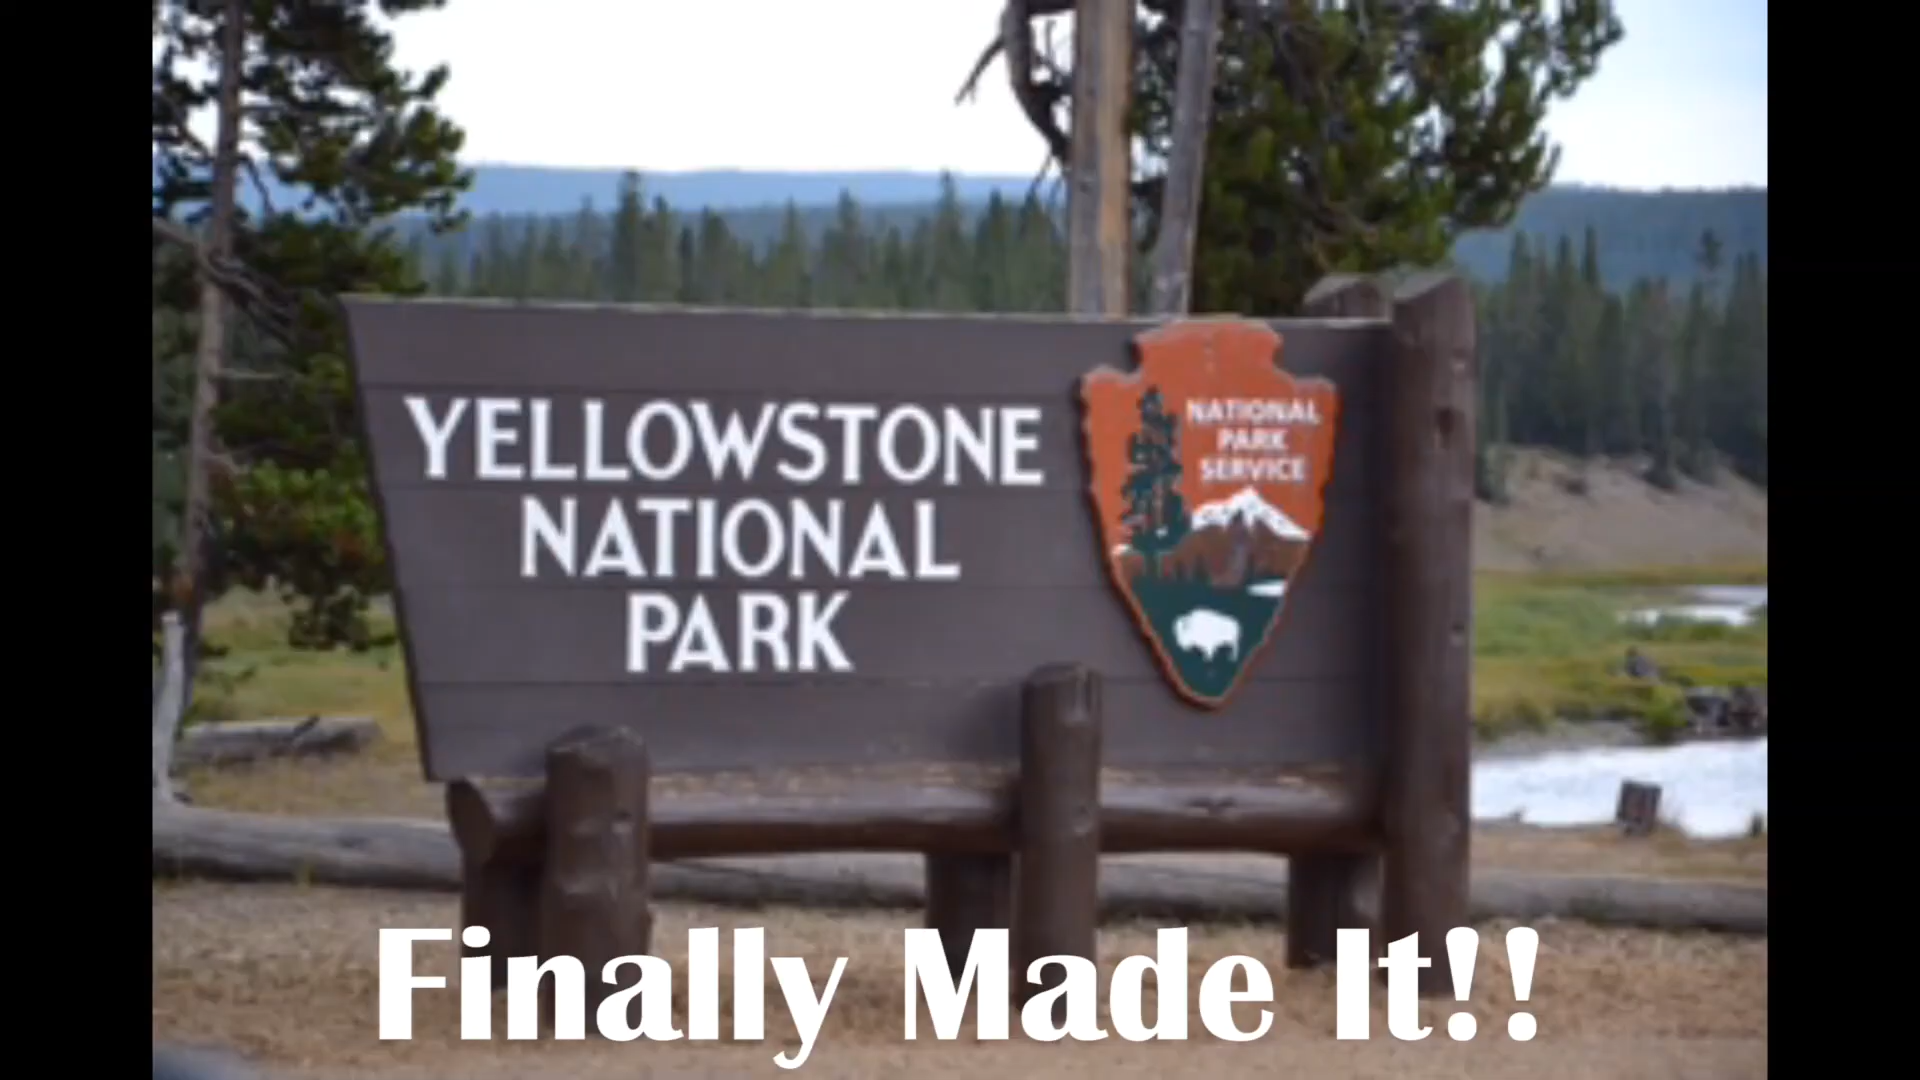 YELLOWSTONE
NATIONAL
PARK
NATIONAL
PARK
SERVICE
Finally Made It!!